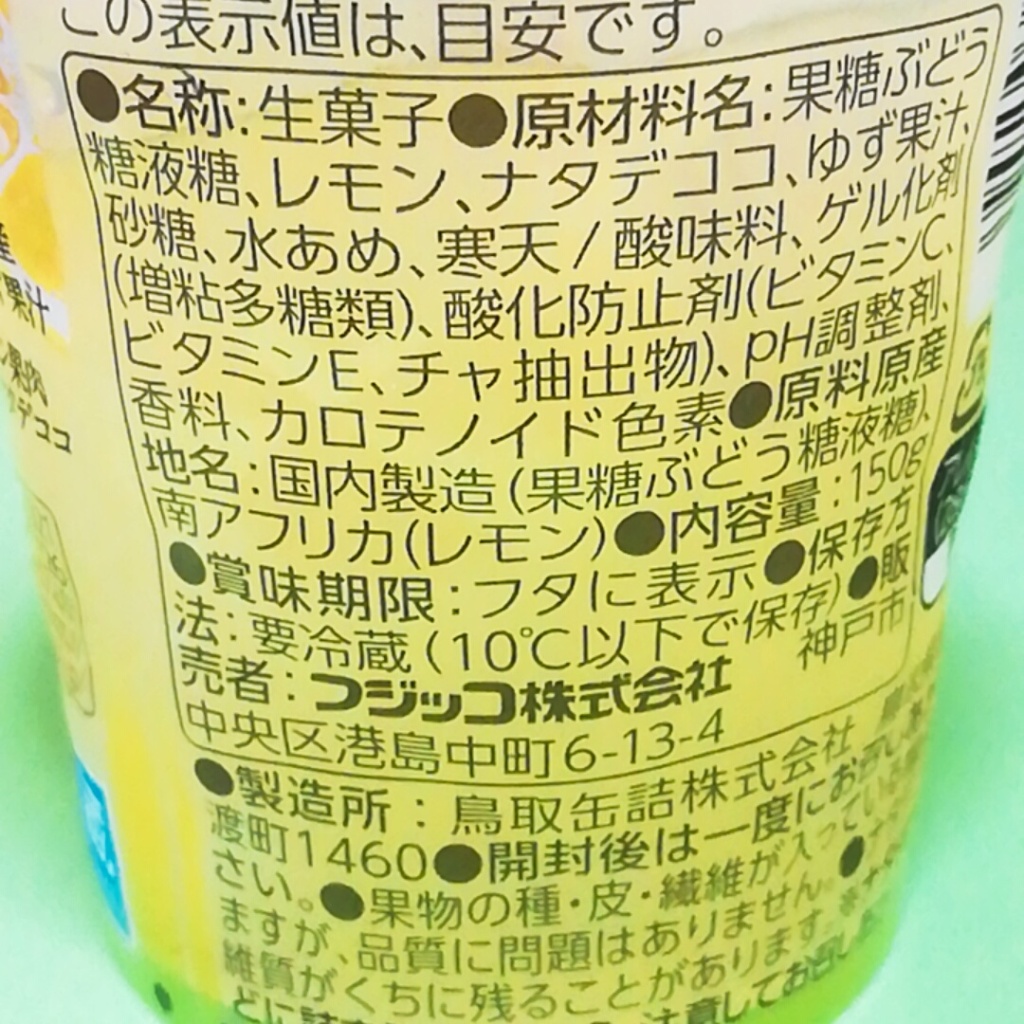 この表示値は、目安です。
●名称:生菓子●原材料名:果糖ぶどう
糖液糖、レモン、ナタデココ、ゆず果汁、
砂糖、水あめ、寒天/酸味料、ゲル化剤
(増粘多糖類)、酸化防止剤(ビタミンC、
ビタミンE、チャ抽出物)、pH調整剤、
香料、カロテノイド色素●原料原産
地名:国内製造(果糖ぶどう糖液糖)、
南アフリカ(レモン)●内容量:150g
●賞味期限:フタに表示●保存方
法:要冷蔵(10℃以下で保存)●販
売者:フジッコ株式会社 神戸市
中央区港島中町6-13-4
●製造所:鳥取缶詰株式会社
渡町1460●開封後は一度にお召し
さい。●果物の種・皮・繊維が入っている
ますが、品質に問題はありません。
維質がくちに残ることがあります。
果汁
デココ